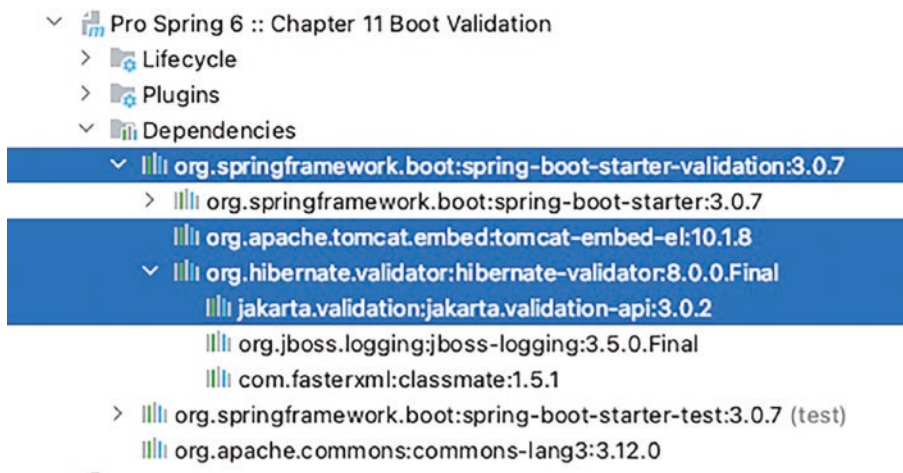 Pro Spring 6 :: Chapter 11 Boot Validation
Lifecycle
Plugins
Dependencies
org.springframework.boot:spring-boot-starter-validation:3.0.7
org.springframework.boot:spring-boot-starter:3.0.7
org.apache.tomcat.embed:tomcat-embed-el:10.1.8
org.hibernate.validator:hibernate-validator:8.0.0.Final
jakarta.validation:jakarta.validation-api:3.0.2
org.jboss.logging:jboss-logging:3.5.0.Final
com.fasterxml:classmate:1.5.1
org.springframework.boot:spring-boot-starter-test:3.0.7 (test)
org.apache.commons:commons-lang3:3.12.0